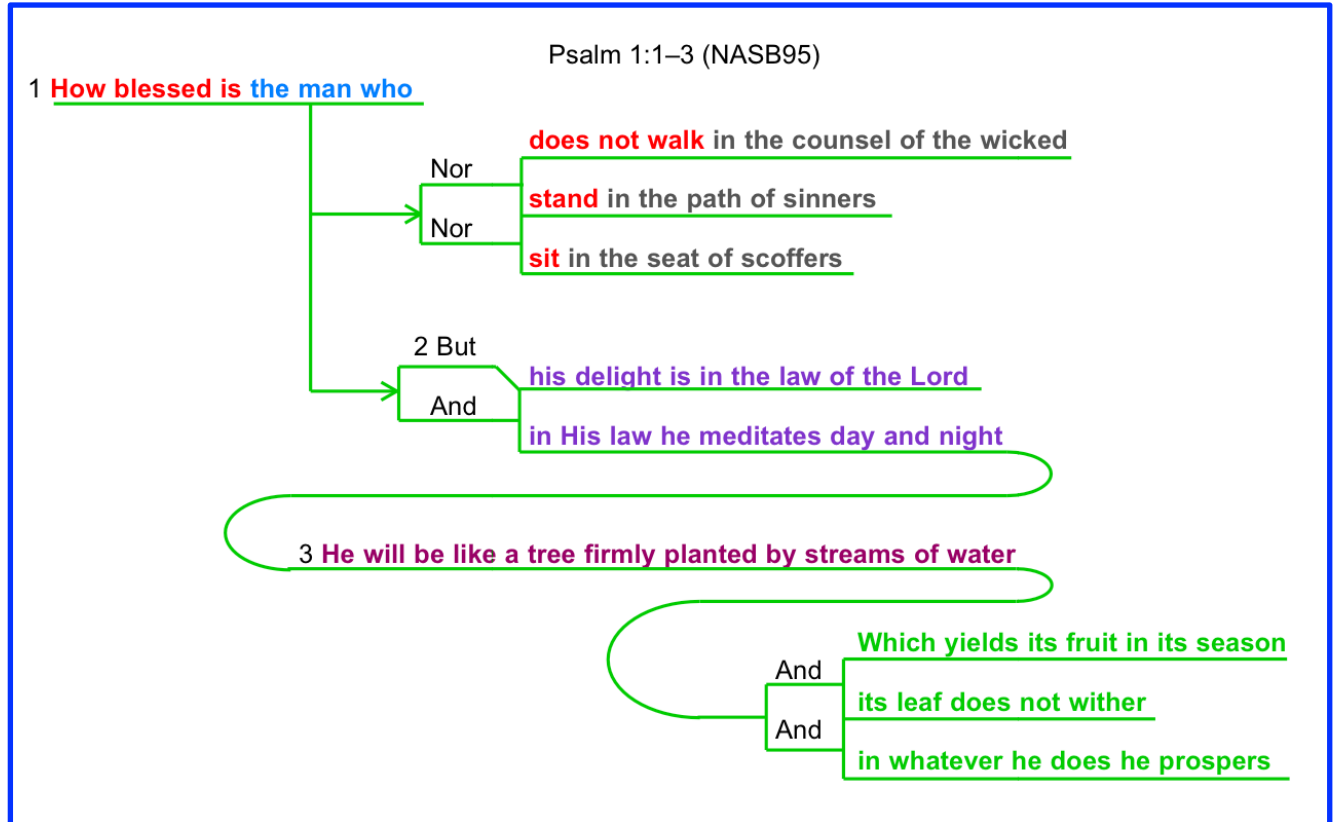 Psalm 1:1–3 (NASB95)
1 How blessed is the man who
does not walk in the counsel of the wicked
Nor
stand in the path of sinners
Nor
sit in the seat of scoffers
2 But
his delight is in the law of the Lord
And
in His law he meditates day and night
3 He will be like a tree firmly planted by streams of water
Which yields its fruit in its season
And
its leaf does not wither
And
in whatever he does he prospers